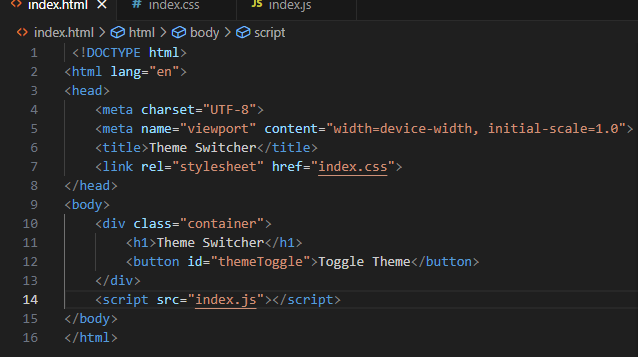 index.html × # index.css JS index.js
<> index.html > html > body > script
1 <!DOCTYPE html>
2 <html lang="en">
3 <head>
4 <meta charset="UTF-8">
5 <meta name="viewport" content="width=device-width, initial-scale=1.0">
6 <title>Theme Switcher</title>
7 <link rel="stylesheet" href="index.css">
8 </head>
9 <body>
10 <div class="container">
11 <h1>Theme Switcher</h1>
12 <button id="themeToggle">Toggle Theme</button>
13 </div>
14 <script src="index.js"></script>
15 </body>
16 </html>